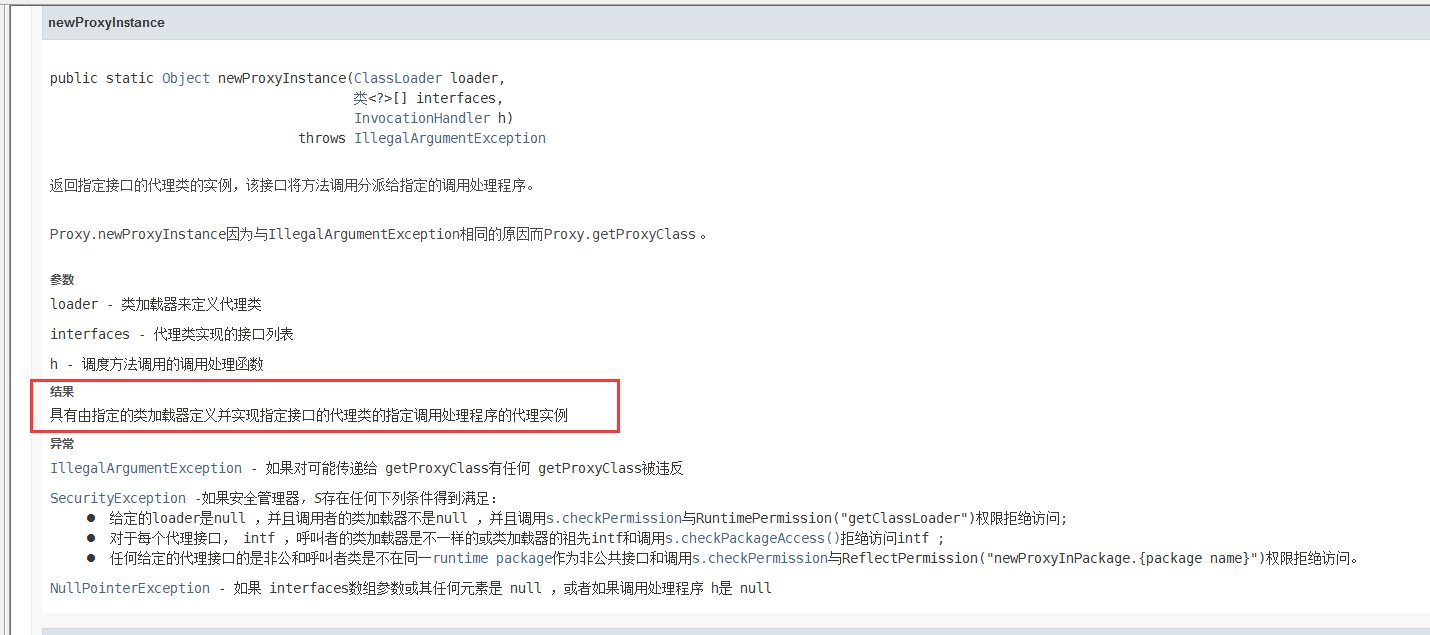 newProxyInstance
public static Object newProxyInstance(ClassLoader loader,
类<?>[] interfaces,
InvocationHandler h)
throws IllegalArgumentException
返回指定接口的代理类的实例，该接口将方法调用分派给指定的调用处理程序。
Proxy.newProxyInstance因为与IllegalArgumentException相同的原因而Proxy.getProxyClass 。
参数
loader - 类加载器来定义代理类
interfaces - 代理类实现的接口列表
h - 调度方法调用的调用处理函数
结果
具有由指定的类加载器定义并实现指定接口的代理类的指定调用处理程序的代理实例
异常
IllegalArgumentException - 如果对可能传递给 getProxyClass有任何 getProxyClass被违反
SecurityException -如果安全管理器，S存在任何下列条件得到满足：
● 给定的loader是null ，并且调用者的类加载器不是null ，并且调用s.checkPermission与RuntimePermission("getClassLoader")权限拒绝访问;
● 对于每个代理接口， intf ，呼叫者的类加载器是不一样的或类加载器的祖先intf和调用s.checkPackageAccess()拒绝访问intf ;
● 任何给定的代理接口的是非公和呼叫者类是不在同一runtime package作为非公共接口和调用s.checkPermission与ReflectPermission("newProxyInPackage.{package name}")权限拒绝访问。
NullPointerException - 如果 interfaces数组参数或其任何元素是 null ，或者如果调用处理程序 h是 null